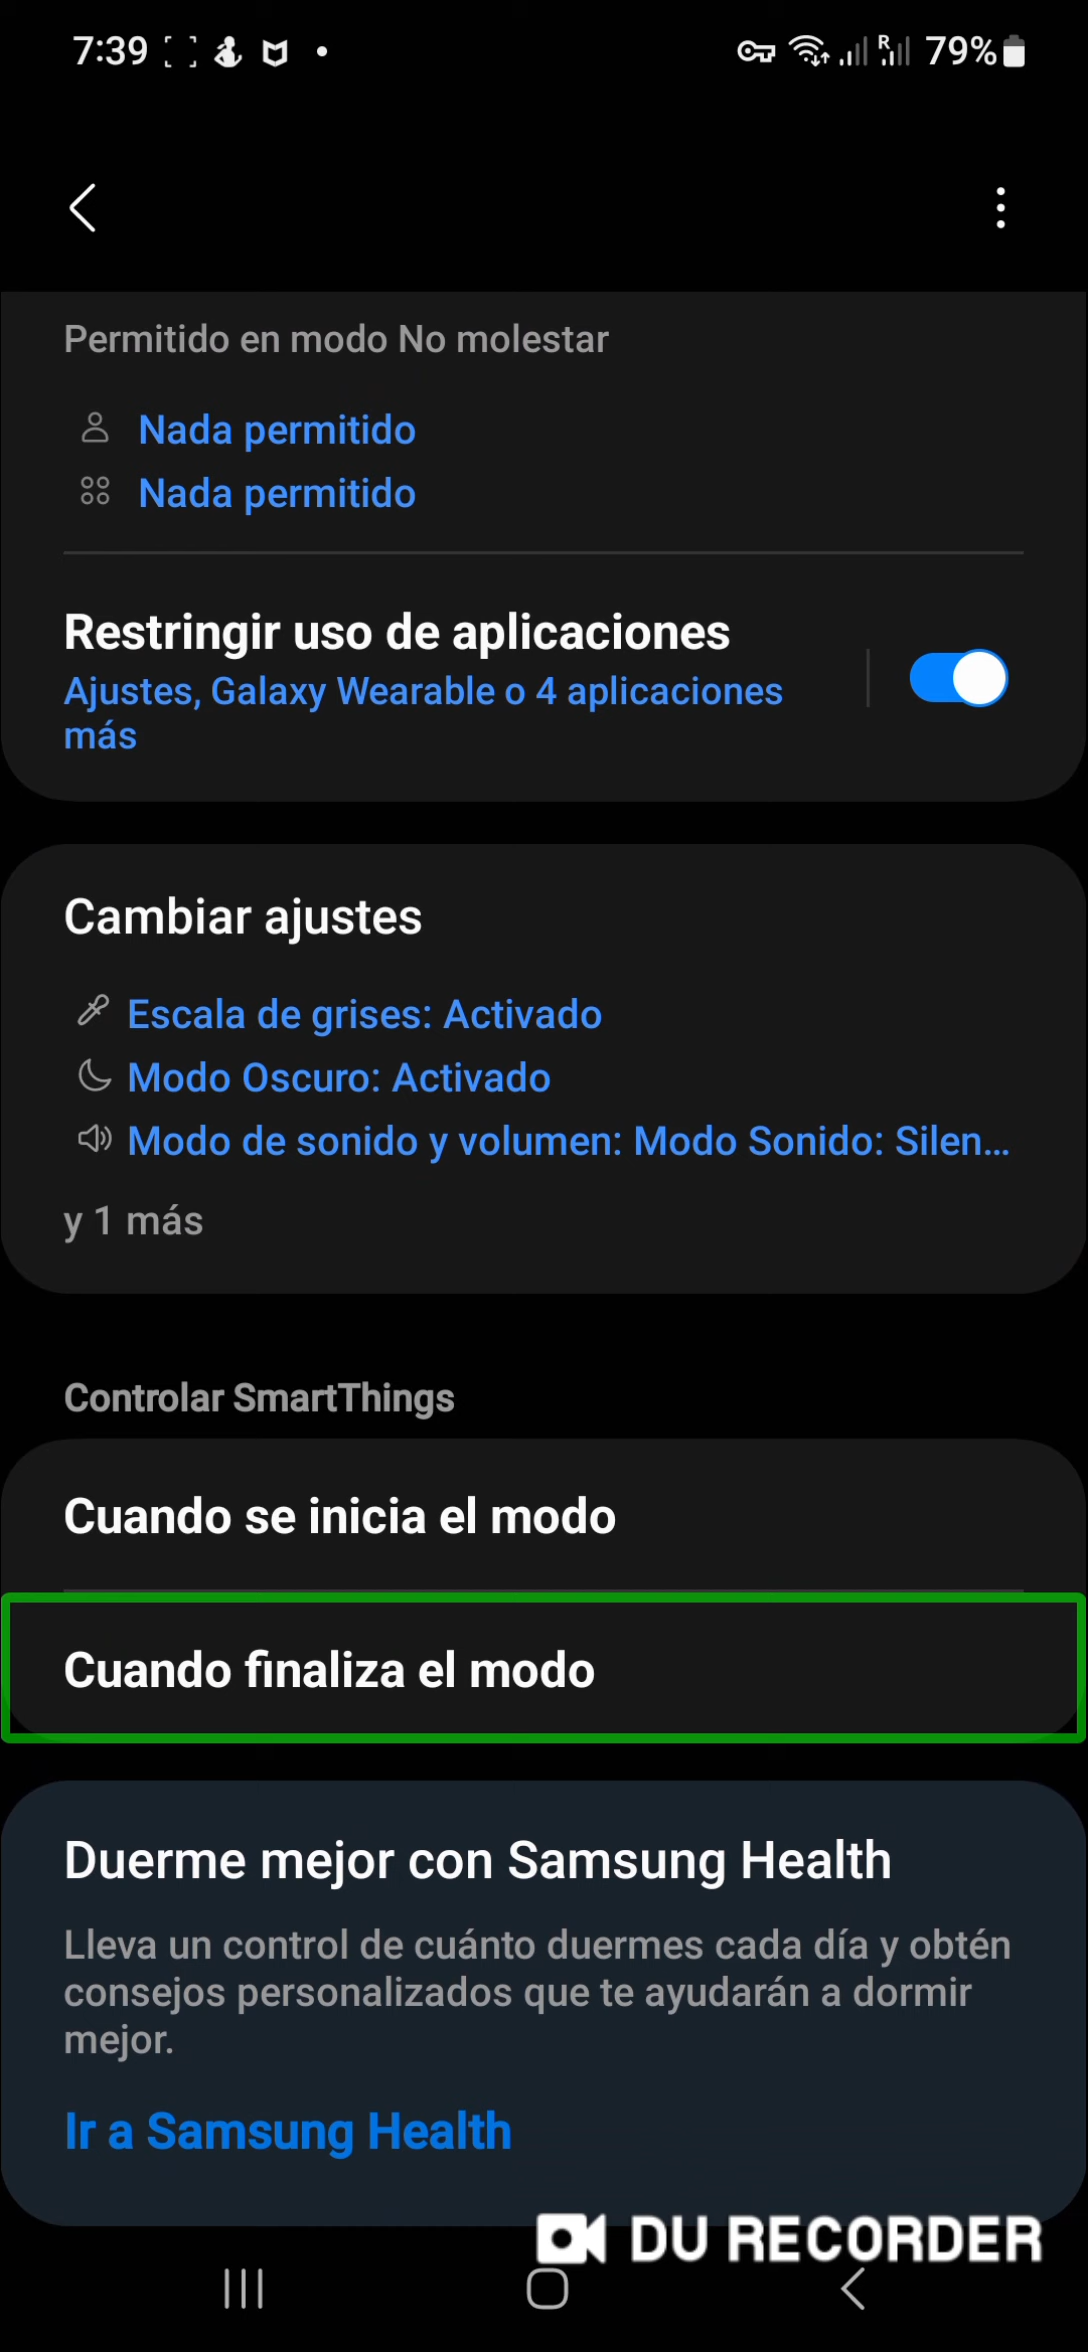 7:39
R
79%
Permitido en modo No molestar
Nada permitido
Nada permitido
Restringir uso de aplicaciones
Ajustes, Galaxy Wearable o 4 aplicaciones
más
Cambiar ajustes
Escala de grises: Activado
Modo Oscuro: Activado
Modo de sonido y volumen: Modo Sonido: Silen...
y 1 más
Controlar SmartThings
Cuando se inicia el modo
Cuando finaliza el modo
Duerme mejor con Samsung Health
Lleva un control de cuánto duermes cada día y obtén
consejos personalizados que te ayudarán a dormir
mejor.
Ir a Samsung Health
DU RECORDER